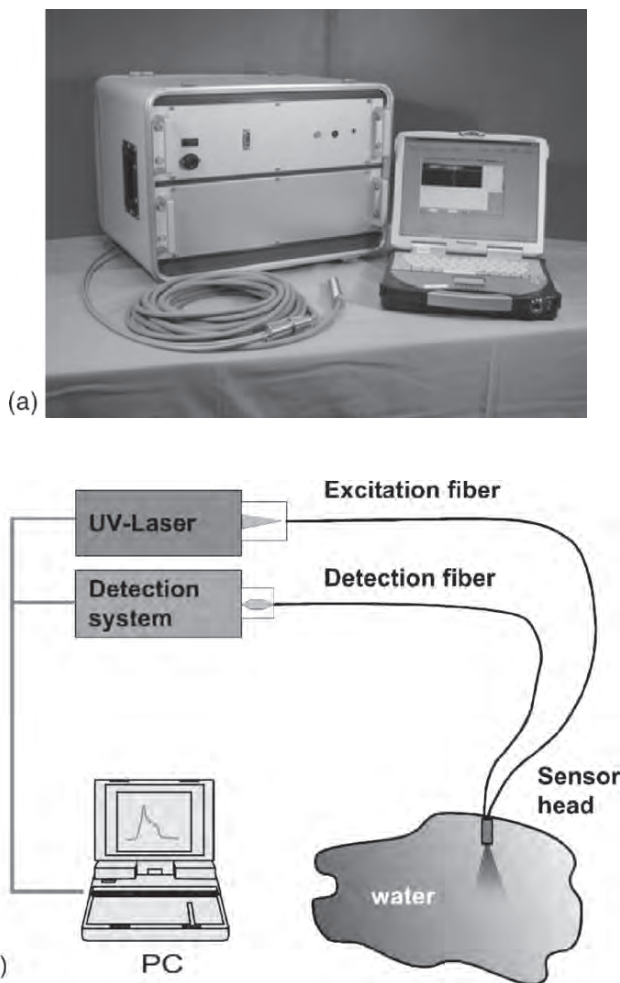 (a)
UV-Laser
Excitation fiber
Detection
system
Detection fiber
Sensor
head
water
)
PC